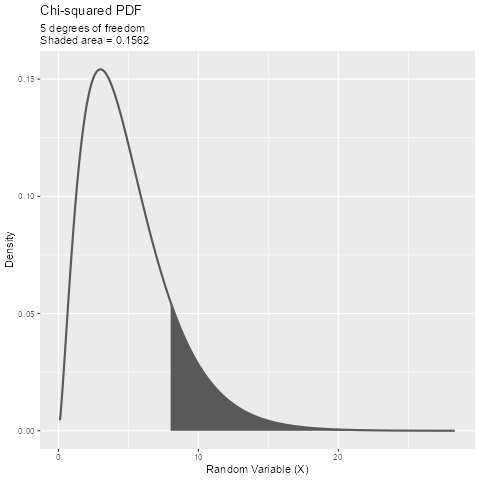 Chi-squared PDF
5 degrees of freedom
Shaded area = 0.1562
0.15
0.10
0.05
0.00
Density
0
10
20
Random Variable (X)